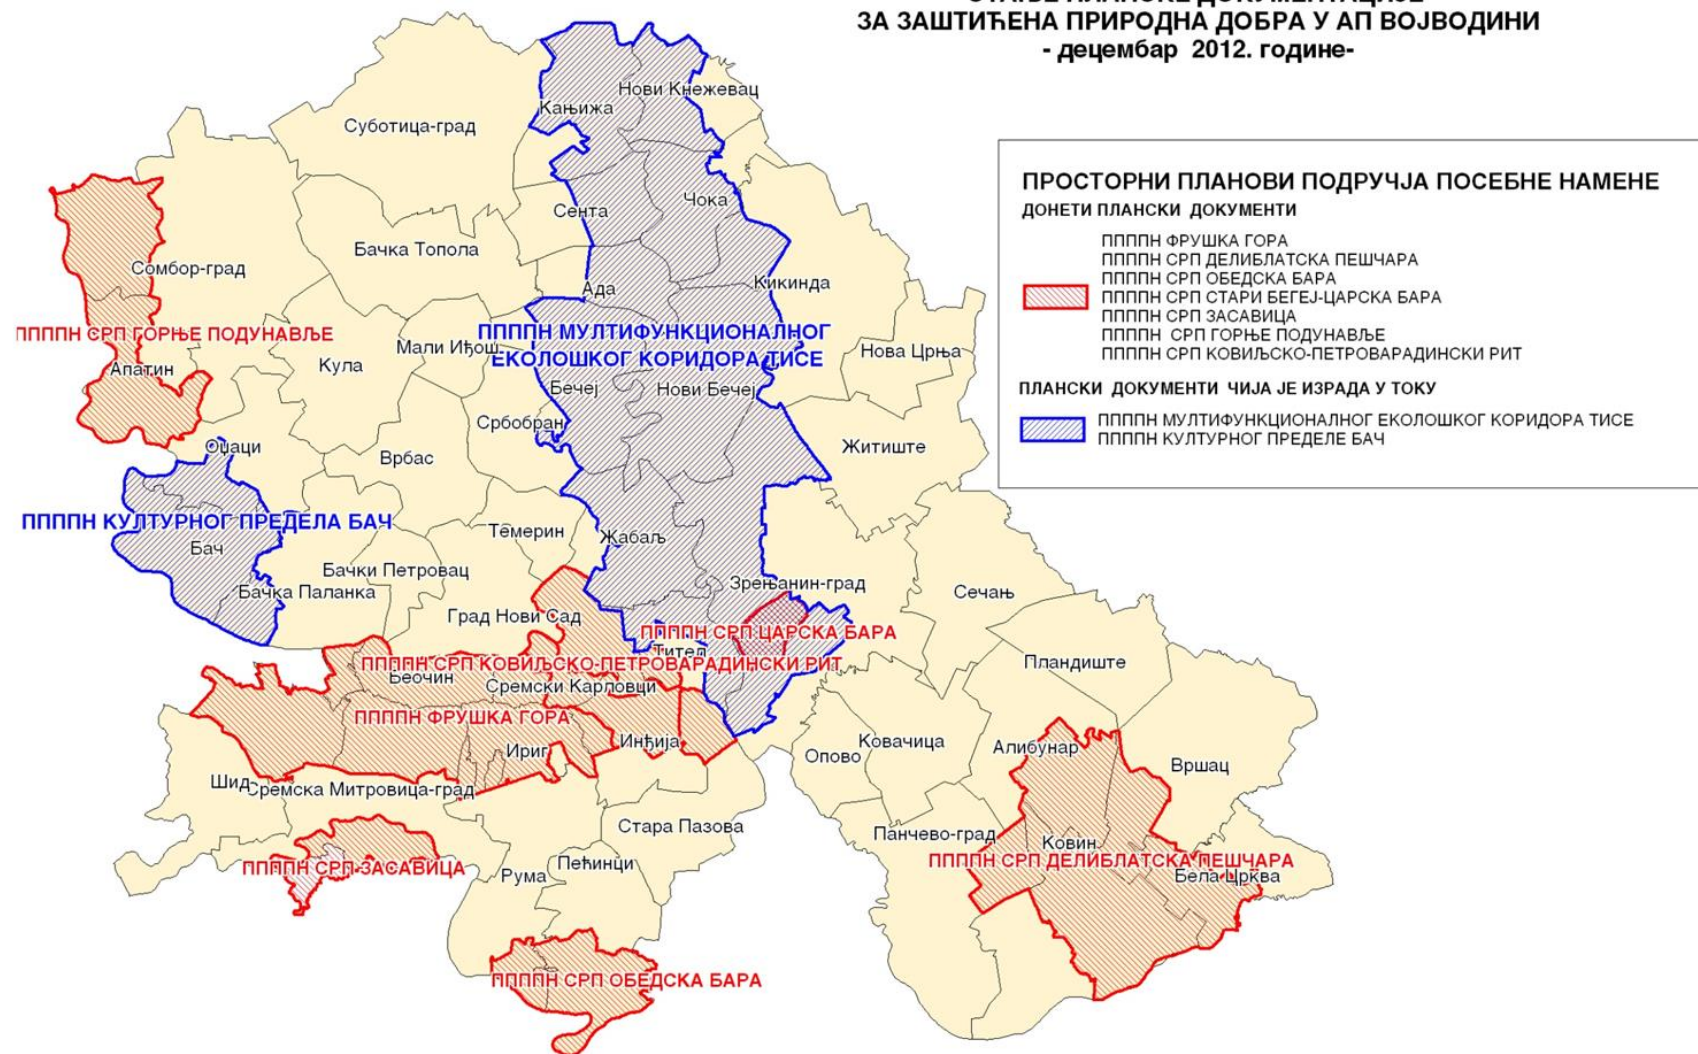 СТАЊЕ ПЛАНСКЕ ДОКУМЕНТАЦИЈЕ
ЗА ЗАШТИЋЕНА ПРИРОДНА ДОБРА У АП ВОЈВОДИНИ
- децембар 2012. године-
ПРОСТОРНИ ПЛАНОВИ ПОДРУЧЈА ПОСЕБНЕ НАМЕНЕ
ДОНЕТИ ПЛАНСКИ ДОКУМЕНТИ
ПППPН ФРУШКА ГОРА
ППППН СРП ДЕЛИБЛАТСКА ПЕШЧАРА
ППППН СРП ОБЕДСКА БАРА
ППППН СРП СТАРИ БЕГЕЈ-ЦАРСКА БАРА
ППППН СРП ЗАСАВИЦА
ППППН СРП ГОРЊЕ ПОДУНАВЉЕ
ППППН СРП КОВИЉСКО-ПЕТРОВАРАДИНСКИ РИТ
ПЛАНСКИ ДОКУМЕНТИ ЧИЈА ЈЕ ИЗРАДА У ТОКУ
ППППН МУЛТИФУНКЦИОНАЛНОГ ЕКОЛОШКОГ КОРИДОРА ТИСЕ
ППППН КУЛТУРНОГ ПРЕДЕЛЕ БАЧ
Нови Кнежевац
Кањижа
Суботица-град
Чока
Сента
Бачка Топола
Сомбор-град
Кикинда
Ада
ППППН СРП ГОРЊЕ ПОДУНАВЉЕ
ППППН МУЛТИФУНКЦИОНАЛНОГ
ЕКОЛОШКОГ КОРИДОРА ТИСЕ
Мали Иђош
Нова Црња
Кула
Апатин
Бечеј
Нови Бечеј
Србобран
Оџаци
Врбас
Житиште
ППППН КУЛТУРНОГ ПРЕДЕЛА БАЧ
Темерин
Жабаљ
Бач
Бачки Петровац
Бачка Паланка
Зрењанин-град
Сечањ
Град Нови Сад
ППППН СРП ЦАРСКА БАРА
Тител
ППППН СРП КОВИЉСКО-ПЕТРОВАРАДИНСКИ РИТ
Пландиште
Беочин
Сремски Карловци
ППППН ФРУШКА ГОРА
Ириг
Инђија
Ковачица
Опово
Алибунар
Вршац
Шид
Сремска Митровица-град
Стара Пазова
Панчево-град
Ковин
ППППН СРП ДЕЛИБЛАТСКА ПЕШЧАРА
Бела Црква
ППППН СРП ЗАСАВИЦА
Рума
Пећинци
ППППН СРП ОБЕДСКА БАРА